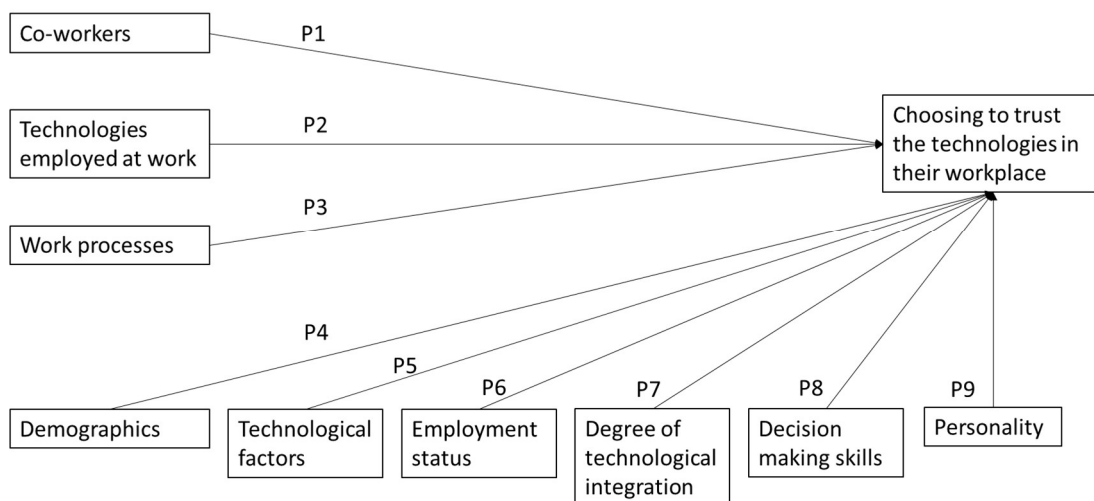 Co-workers
P1
Technologies
employed at work
P2
Choosing to trust
the technologies in
their workplace
Work processes
P3
P4
P5
P6
P7
P8
P9
Demographics
Technological
factors
Employment
status
Degree of
technological
integration
Decision
making skills
Personality